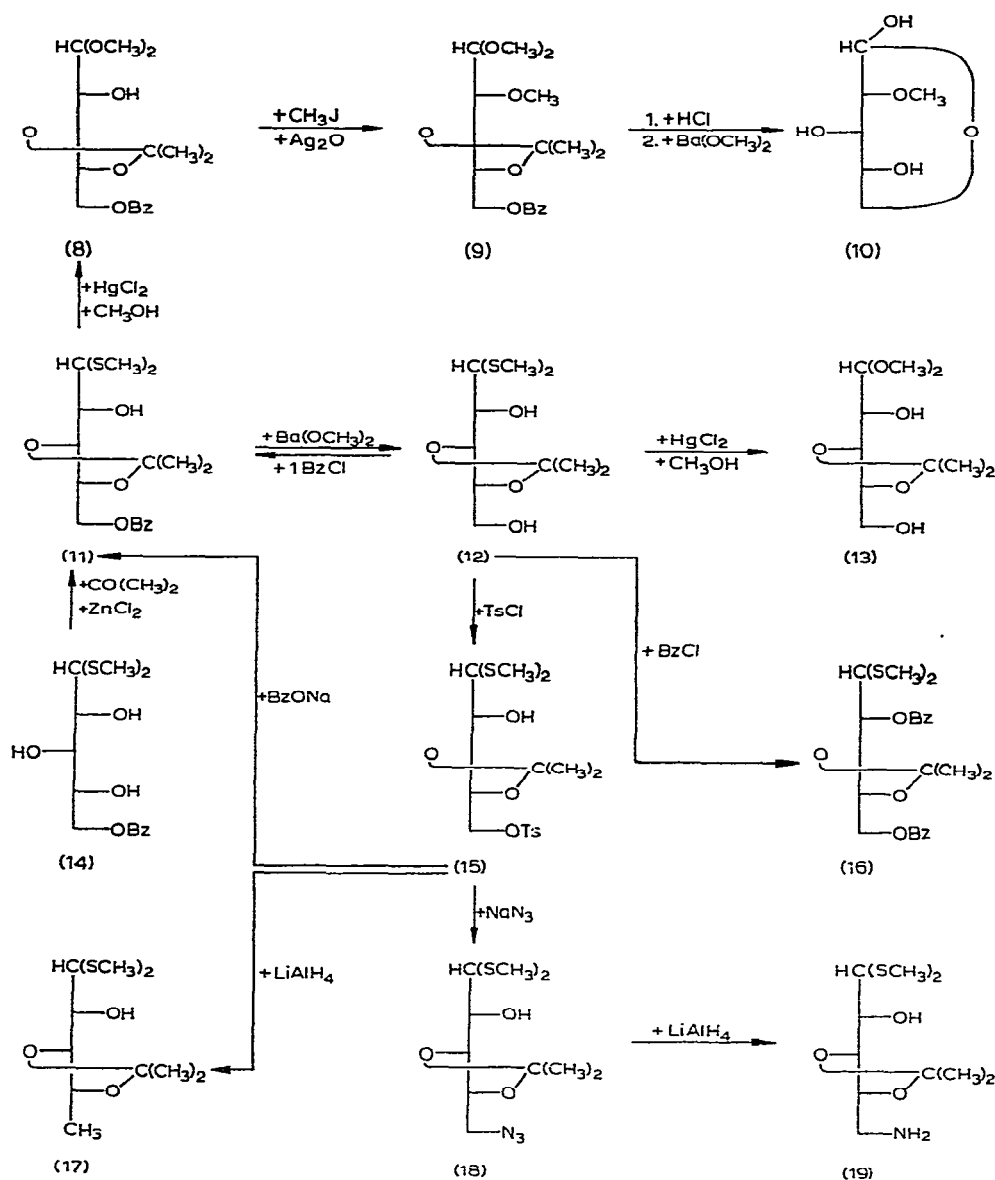 HC(OCH₃)₂ HC(OCH₃)₂ OH
HC
OH OCH₃ OCH₃
+CH₃J 1. +HCl
+Ag₂O 2. +Ba(OCH₃)₂
O C(CH₃)₂ O C(CH₃)₂ HO O
O O OH
OBz OBz
(8) (9) (10)
+HgCl₂
+CH₃OH
HC(SCH₃)₂ HC(SCH₃)₂ HC(OCH₃)₂
OH OH OH
+Ba(OCH₃)₂ +HgCl₂
+1BzCl +CH₃OH
O C(CH₃)₂ O C(CH₃)₂ O C(CH₃)₂
O O O
OBz OH OH
(11) (12) (13)
+CO(CH₃)₂
+ZnCl₂ +TsCl
+BzCl
HC(SCH₃)₂ HC(SCH₃)₂ HC(SCH₃)₂
+BzONa
OH OH OBz
HO O C(CH₃)₂ O C(CH₃)₂
OH O O
OBz OTs OBz
(14) (15) (16)
+NaN₃
HC(SCH₃)₂ +LiAlH₄ HC(SCH₃)₂ HC(SCH₃)₂
OH OH OH
+LiAlH₄
O C(CH₃)₂ O C(CH₃)₂ O C(CH₃)₂
O O O
CH₃ N₃ NH₂
(17) (18) (19)